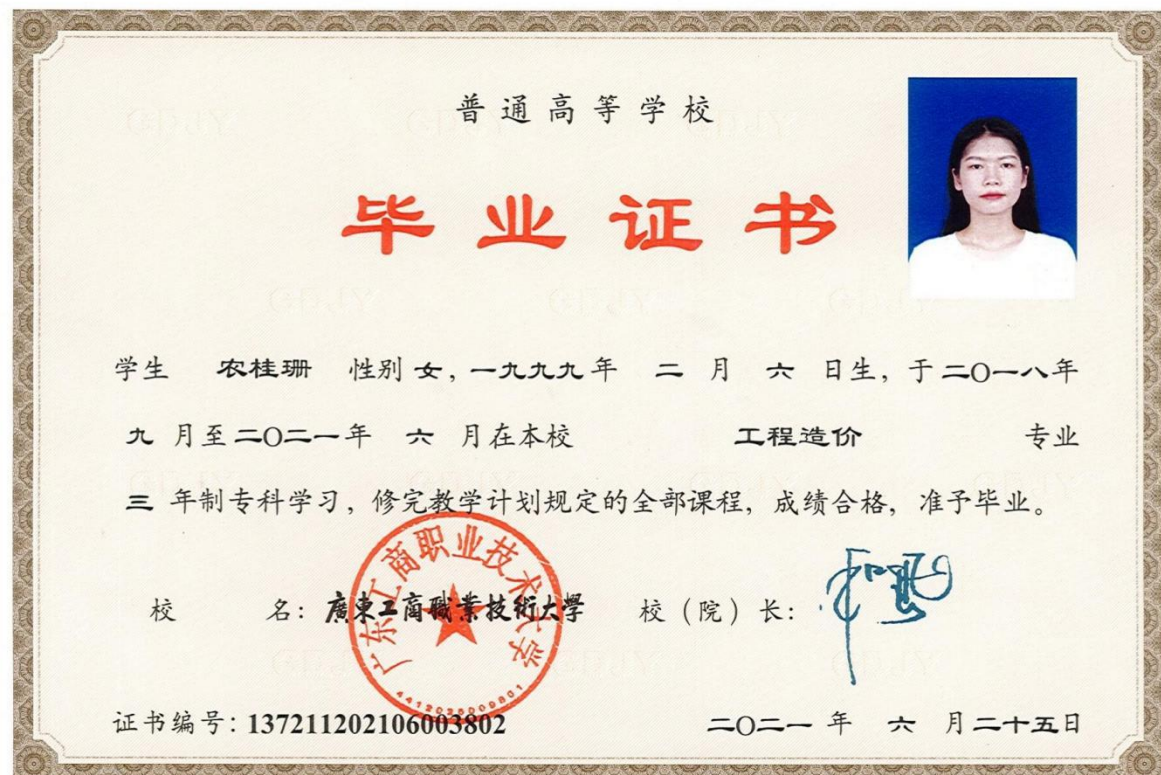 普通高等学校
毕业证书
学生 农桂珊 性别 女，一九九九年 二 月 六 日生，于二〇一八年
九 月至二〇二一年 六 月在本校 工程造价 专业
三 年制专科学习，修完教学计划规定的全部课程，成绩合格，准予毕业。
校 名：廣東工商職業技術大學 校（院）长：
广东工商职业技术大学
4412026009801
证书编号：137211202106003802 二〇二一 年 六 月二十五日